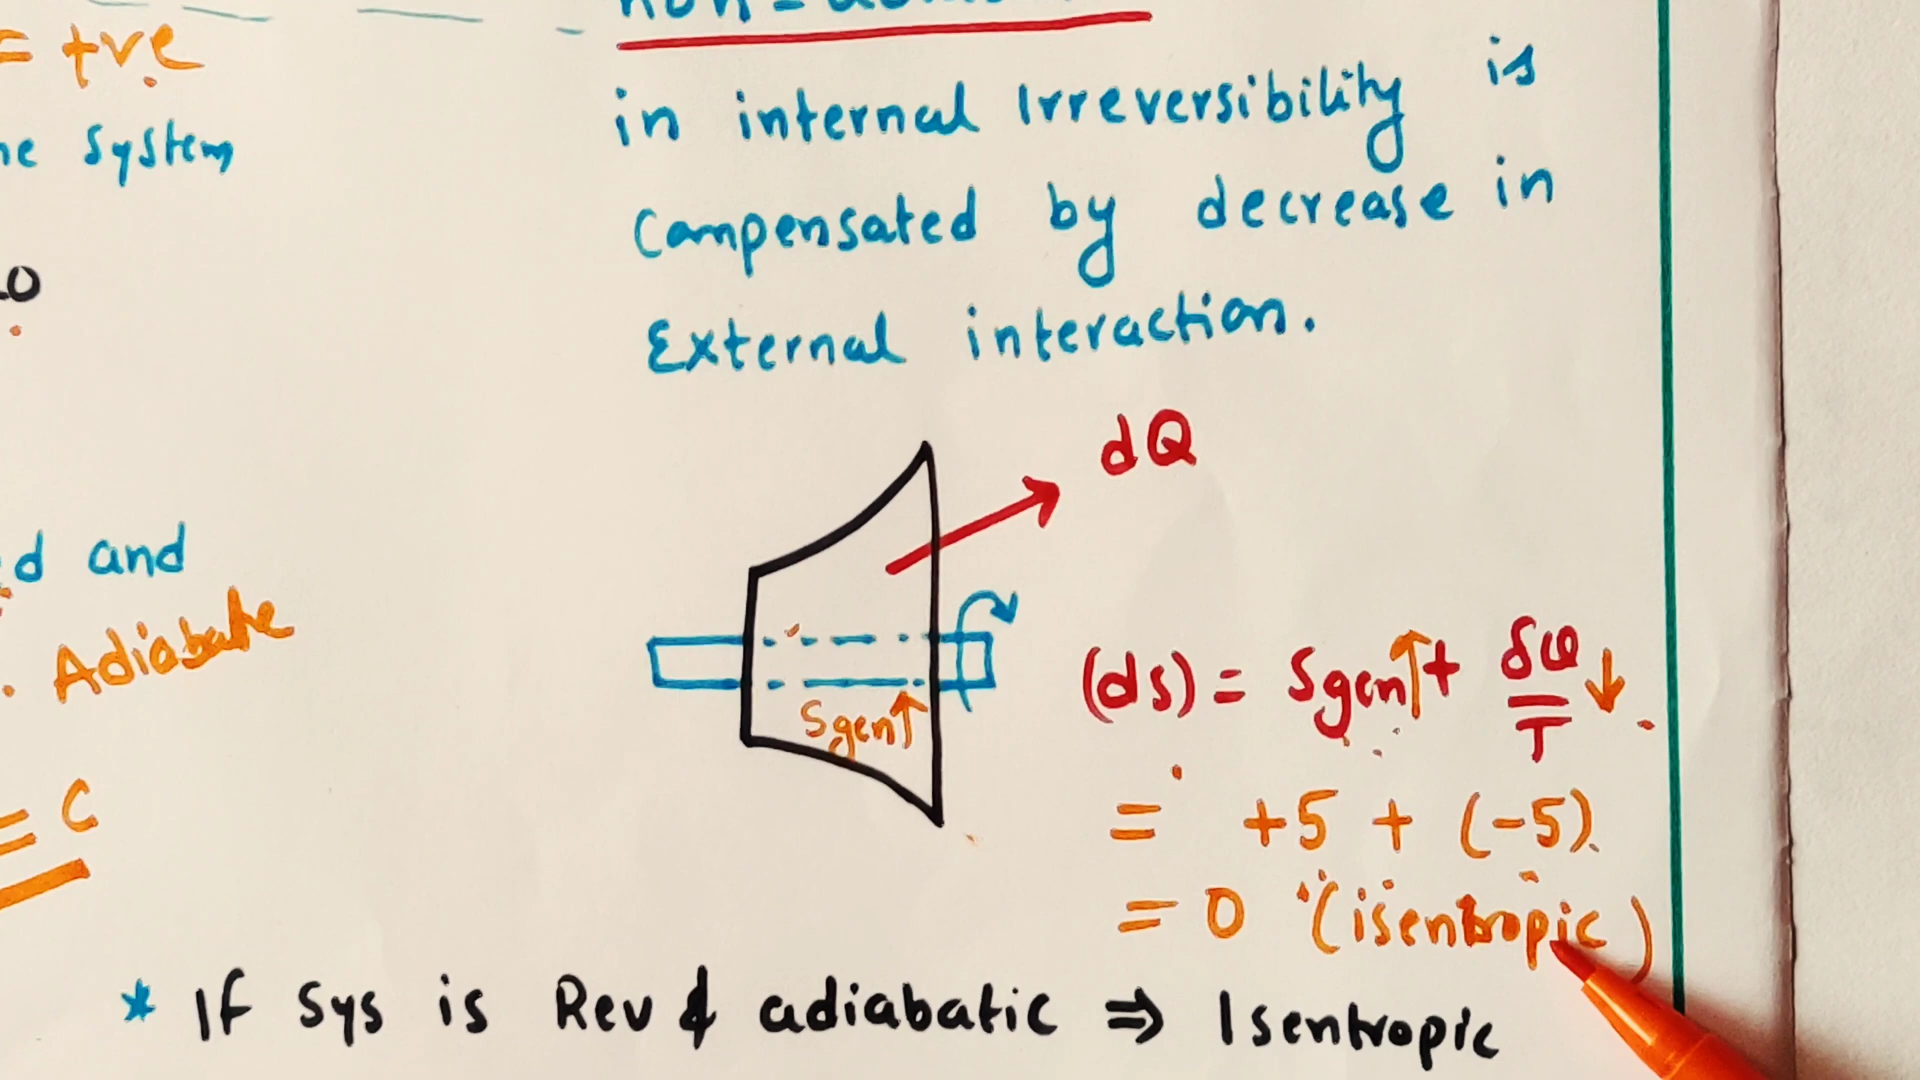 = +ve
system
in internal Irreversibility is
Compensated by decrease in
External interaction.
d and
. Adiabatic
= C
dQ
Sgen↑
(ds) = Sgen↑ + δQ/T ↓
= +5 + (-5)
= 0 (isentropic)
* If Sys is Rev & adiabatic ⇒ Isentropic